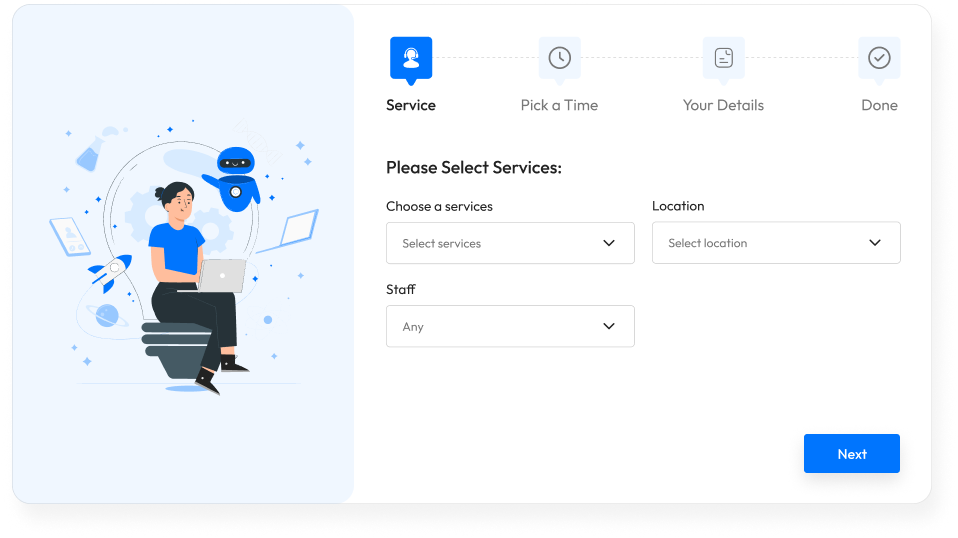 Service
Pick a Time
Your Details
Done
Please Select Services:
Choose a services
Location
Select services
Select location
Staff
Any
Next